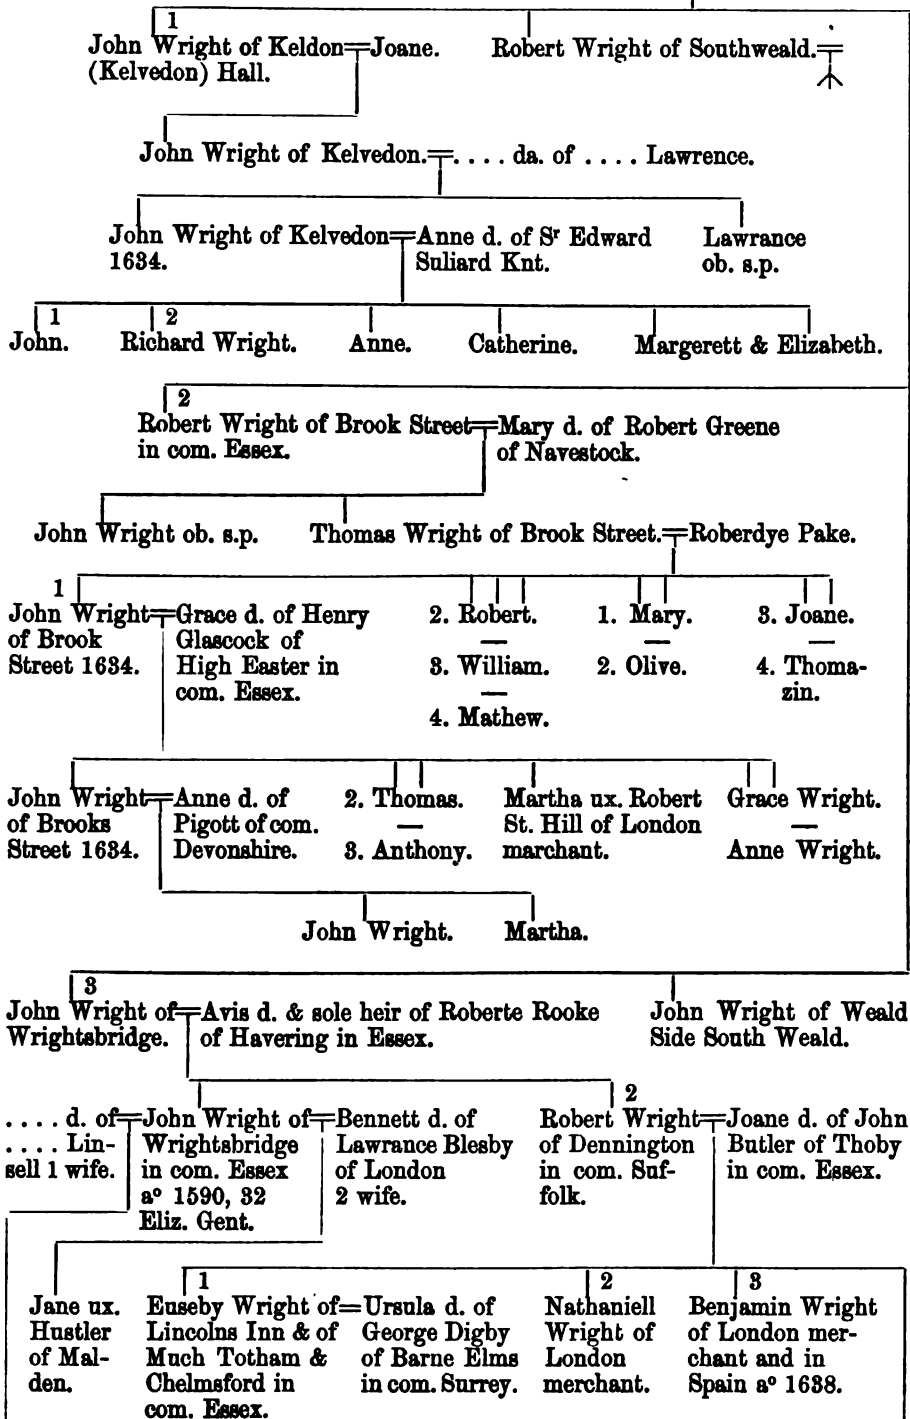 1
John Wright of Keldon=Joane.
(Kelvedon) Hall.
Robert Wright of Southweald.=
John Wright of Kelvedon.=. . . . da. of . . . . Lawrence.
John Wright of Kelvedon=Anne d. of Sʳ Edward
1634.
Suliard Knt.
Lawrance
ob. s.p.
1
John.
2
Richard Wright.
Anne.
Catherine.
Margerett & Elizabeth.
2
Robert Wright of Brook Street=Mary d. of Robert Greene
in com. Essex.
of Navestock.
John Wright ob. s.p.
Thomas Wright of Brook Street.=Roberdye Pake.
1
John Wright=
of Brook
Street 1634.
Grace d. of Henry
Glascock of
High Easter in
com. Essex.
2. Robert.
—
3. William.
—
4. Mathew.
1. Mary.
—
2. Olive.
3. Joane.
—
4. Thoma-
zin.
John Wright=
of Brooks
Street 1634.
Anne d. of
Pigott of com.
Devonshire.
2. Thomas.
—
3. Anthony.
Martha ux. Robert
St. Hill of London
marchant.
Grace Wright.
—
Anne Wright.
John Wright.
Martha.
3
John Wright of=
Wrightsbridge.
Avis d. & sole heir of Roberte Rooke
of Havering in Essex.
John Wright of Weald
Side South Weald.
. . . . d. of=
. . . . Lin-
sell 1 wife.
John Wright of=
Wrightsbridge
in com. Essex
aº 1590, 32
Eliz. Gent.
Bennett d. of
Lawrance Blesby
of London
2 wife.
2
Robert Wright=
of Dennington
in com. Suf-
folk.
Joane d. of John
Butler of Thoby
in com. Essex.
Jane ux.
Hustler
of Mal-
den.
1
Euseby Wright of=
Lincolns Inn & of
Much Totham &
Chelmsford in
com. Essex.
Ursula d. of
George Digby
of Barne Elms
in com. Surrey.
2
Nathaniell
Wright of
London
merchant.
3
Benjamin Wright
of London mer-
chant and in
Spain aº 1638.